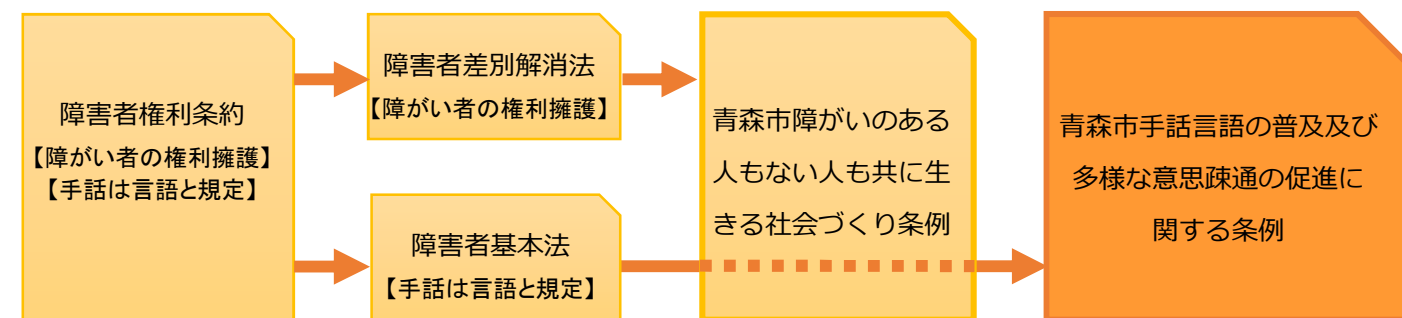 障害者権利条約
【障がい者の権利擁護】
【手話は言語と規定】
障害者差別解消法
【障がい者の権利擁護】
障害者基本法
【手話は言語と規定】
青森市障がいのある
人もない人も共に生
きる社会づくり条例
青森市手話言語の普及及び
多様な意思疎通の促進に
関する条例